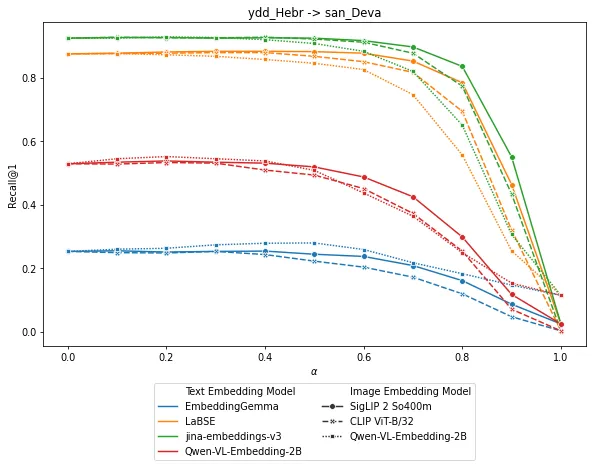 ydd_Hebr -> san_Deva
Recall@1
0.8
0.6
0.4
0.2
0.0
0.0 0.2 0.4 0.6 0.8 1.0
α
Text Embedding Model
EmbeddingGemma
LaBSE
jina-embeddings-v3
Qwen-VL-Embedding-2B
Image Embedding Model
SigLIP 2 So400m
CLIP ViT-B/32
Qwen-VL-Embedding-2B